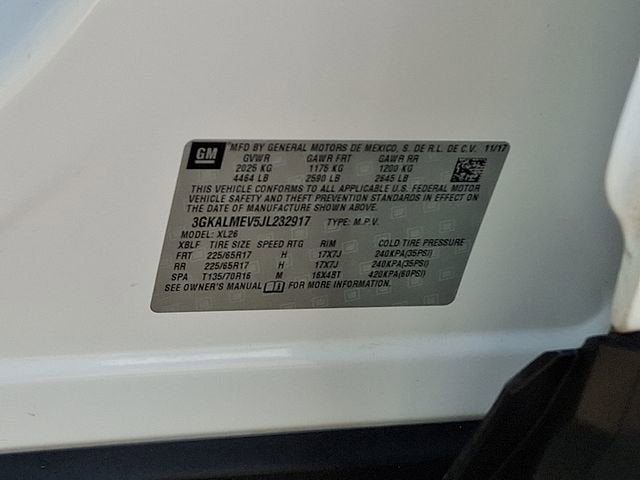 GM MFD BY GENERAL MOTORS DE MEXICO, S. DE R.L. DE C.V. 11/17
GVWR GAWR FRT GAWR RR
2025 KG 1175 KG 1200 KG
4464 LB 2590 LB 2645 LB
THIS VEHICLE CONFORMS TO ALL APPLICABLE U.S. FEDERAL MOTOR
VEHICLE SAFETY AND THEFT PREVENTION STANDARDS IN EFFECT ON
THE DATE OF MANUFACTURE SHOWN ABOVE.
3GKALMEV5JL232917 TYPE: M.P.V.
MODEL: XL26
XBLF TIRE SIZE SPEED RTG RIM COLD TIRE PRESSURE
FRT 225/65R17 H 17X7J 240KPA(35PSI)
RR 225/65R17 H 17X7J 240KPA(35PSI)
SPA T135/70R16 M 16X4BT 420KPA(60PSI)
SEE OWNER'S MANUAL FOR MORE INFORMATION.